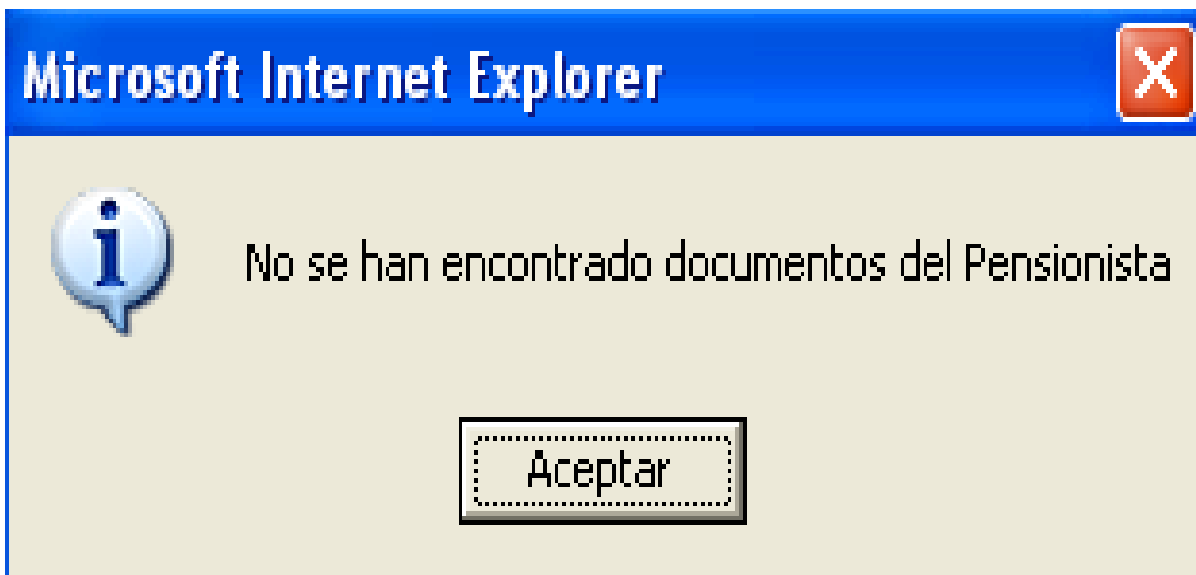 Microsoft Internet Explorer
No se han encontrado documentos del Pensionista
Aceptar